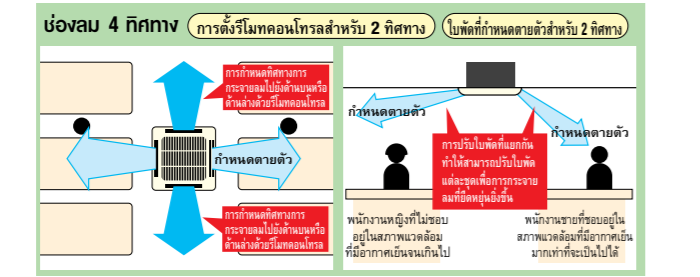 ช่องลม 4 ทิศทาง
การตั้งรีโมทคอนโทรลสำหรับ 2 ทิศทาง
ใบพัดที่กำหนดตายตัวสำหรับ 2 ทิศทาง
การกำหนดทิศทางการ
กระจายลมไปยังด้านบนหรือ
ด้านล่างด้วยรีโมทคอนโทรล
กำหนดตายตัว
การกำหนดทิศทางการ
กระจายลมไปยังด้านบนหรือ
ด้านล่างด้วยรีโมทคอนโทรล
กำหนดตายตัว
กำหนดตายตัว
การปรับใบพัดที่แยกกัน
ทำให้สามารถปรับใบพัด
แต่ละชุดเพื่อการกระจาย
ลมที่ยืดหยุ่นยิ่งขึ้น
พนักงานหญิงที่ไม่ชอบ
อยู่ในสภาพแวดล้อม
ที่มีอากาศเย็นจนเกินไป
พนักงานชายที่ชอบอยู่ใน
สภาพแวดล้อมที่มีอากาศเย็น
มากเท่าที่จะเป็นไปได้